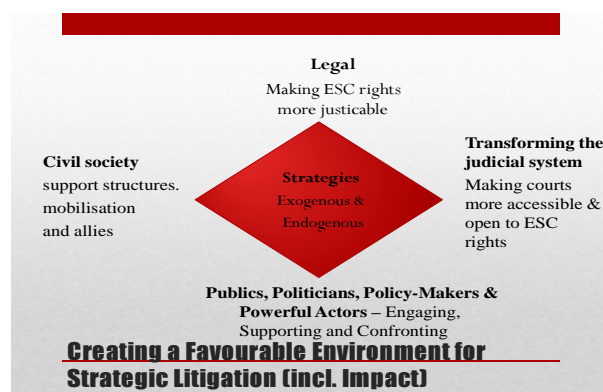 Legal
Making ESC rights
more justicable
Civil society
support structures.
mobilisation
and allies
Strategies
Exogenous &
Endogenous
Transforming the
judicial system
Making courts
more accessible &
open to ESC
rights
Publics, Politicians, Policy-Makers &
Powerful Actors – Engaging,
Supporting and Confronting
Creating a Favourable Environment for
Strategic Litigation (incl. Impact)